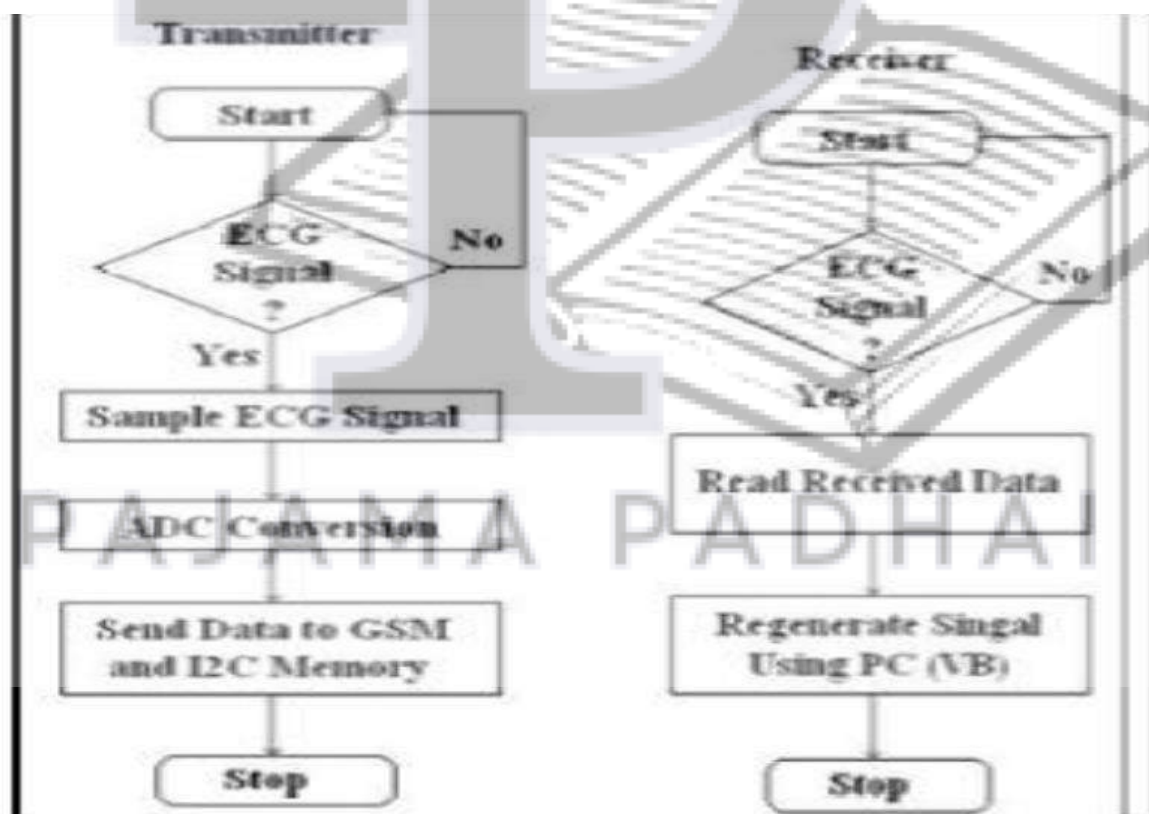 Transmitter
Start
ECG
Signal
?
No
Yes
Sample ECG Signal
ADC Conversion
Send Data to GSM
and I2C Memory
Stop
Receiver
Start
ECG
Signal
?
No
Yes
Read Received Data
Regenerate Singal
Using PC (VB)
Stop
P
PAJAMA PADHAI